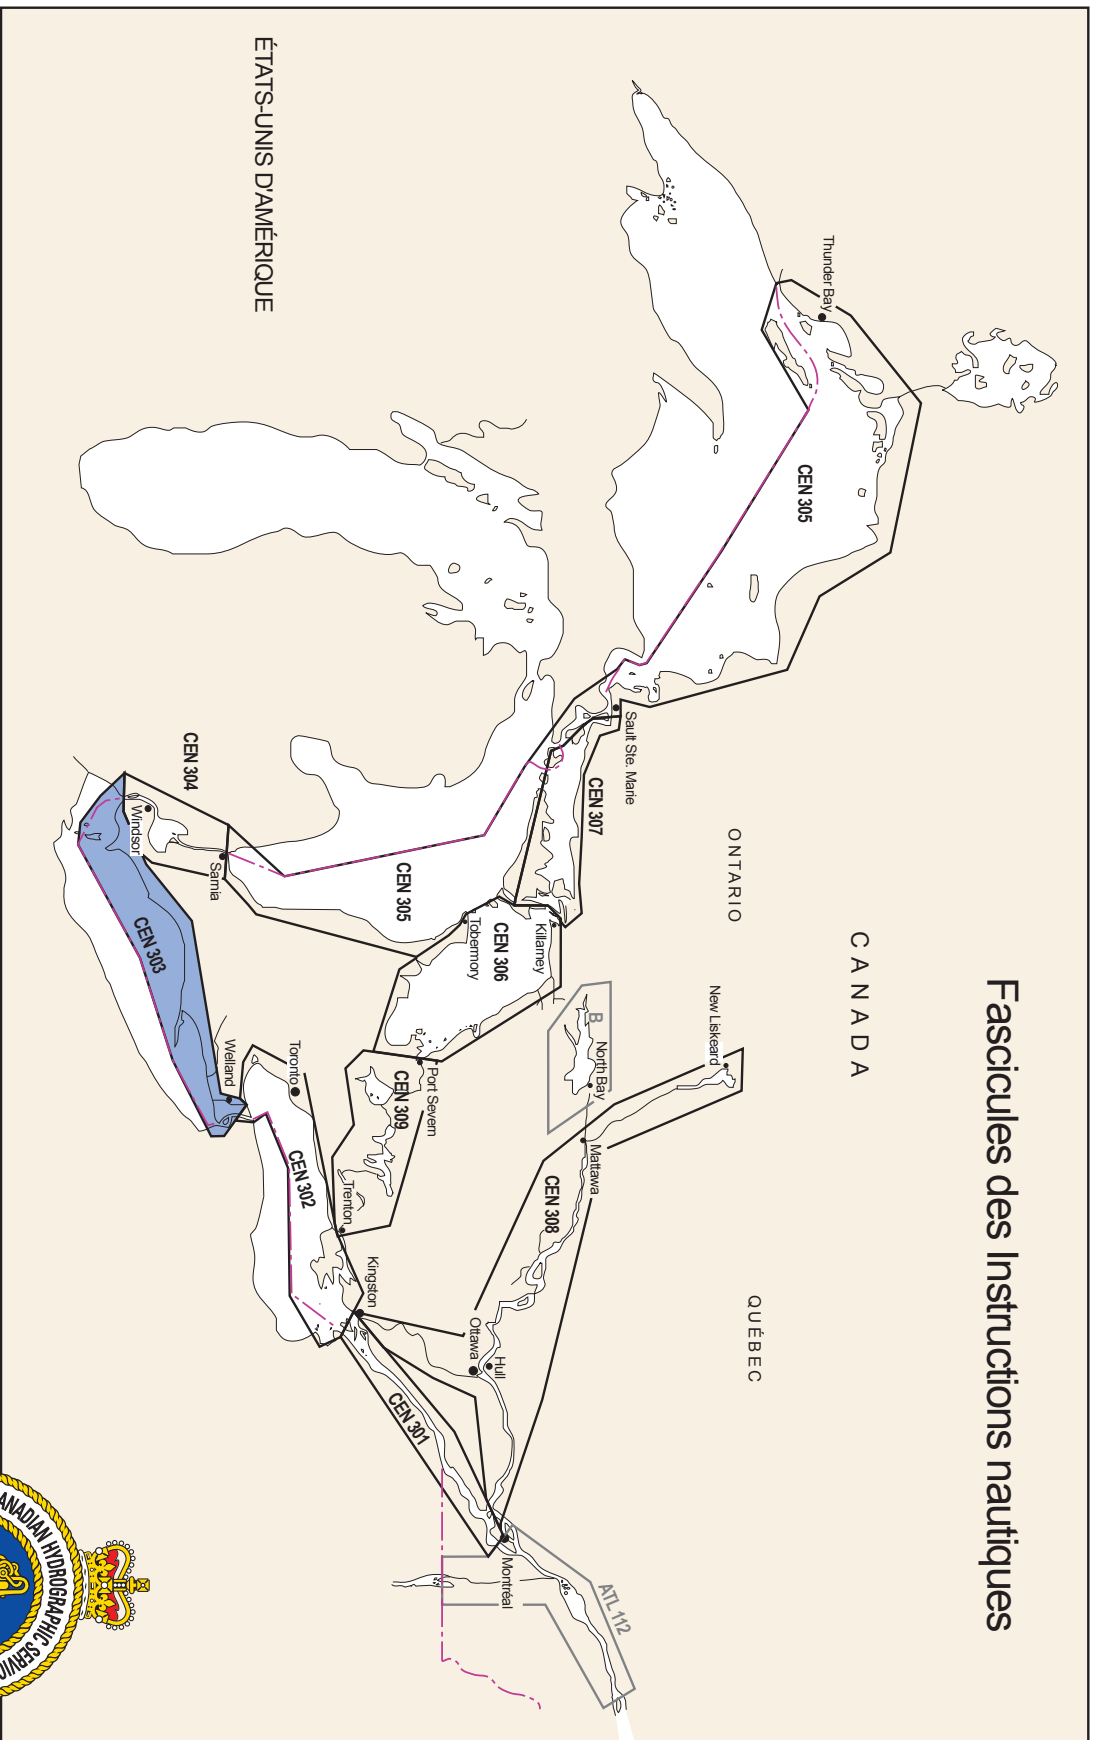 Fascicules des Instructions nautiques
CANADA
ONTARIO
QUÉBEC
ÉTATS-UNIS D'AMÉRIQUE
Thunder Bay
CEN 305
Sault Ste. Marie
CEN 307
New Liskeard
B
North Bay
Mattawa
Killarney
CEN 306
Tobermory
CEN 305
CEN 308
Port Severn
CEN 309
Trenton
Kingston
Ottawa
Hull
Montréal
ATL 112
CEN 301
Toronto
CEN 302
Welland
CEN 303
CEN 304
Sarnia
Windsor
CANADIAN HYDROGRAPHIC